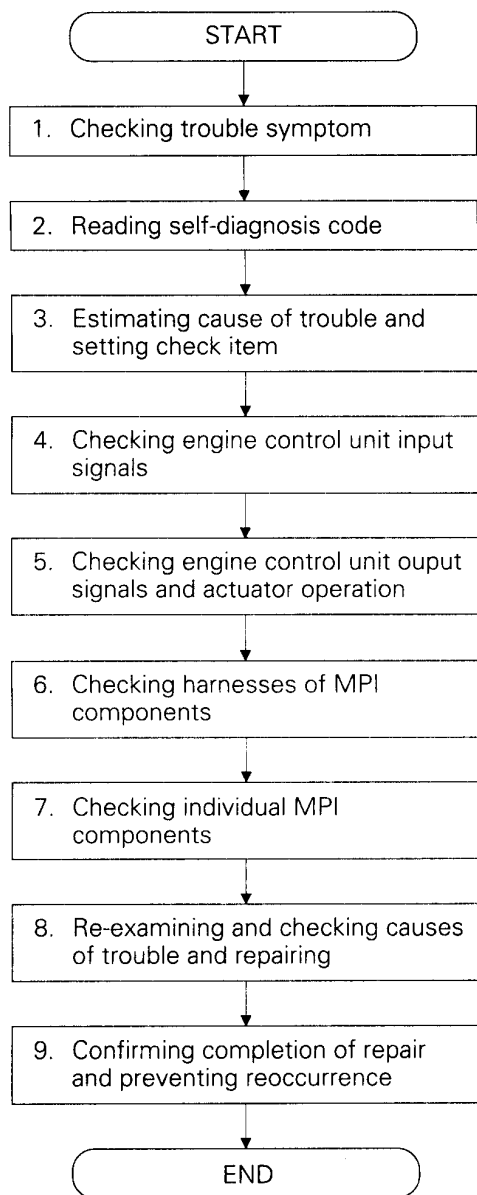 START
1. Checking trouble symptom
2. Reading self-diagnosis code
3. Estimating cause of trouble and
setting check item
4. Checking engine control unit input
signals
5. Checking engine control unit ouput
signals and actuator operation
6. Checking harnesses of MPI
components
7. Checking individual MPI
components
8. Re-examining and checking causes
of trouble and repairing
9. Confirming completion of repair
and preventing reoccurrence
END